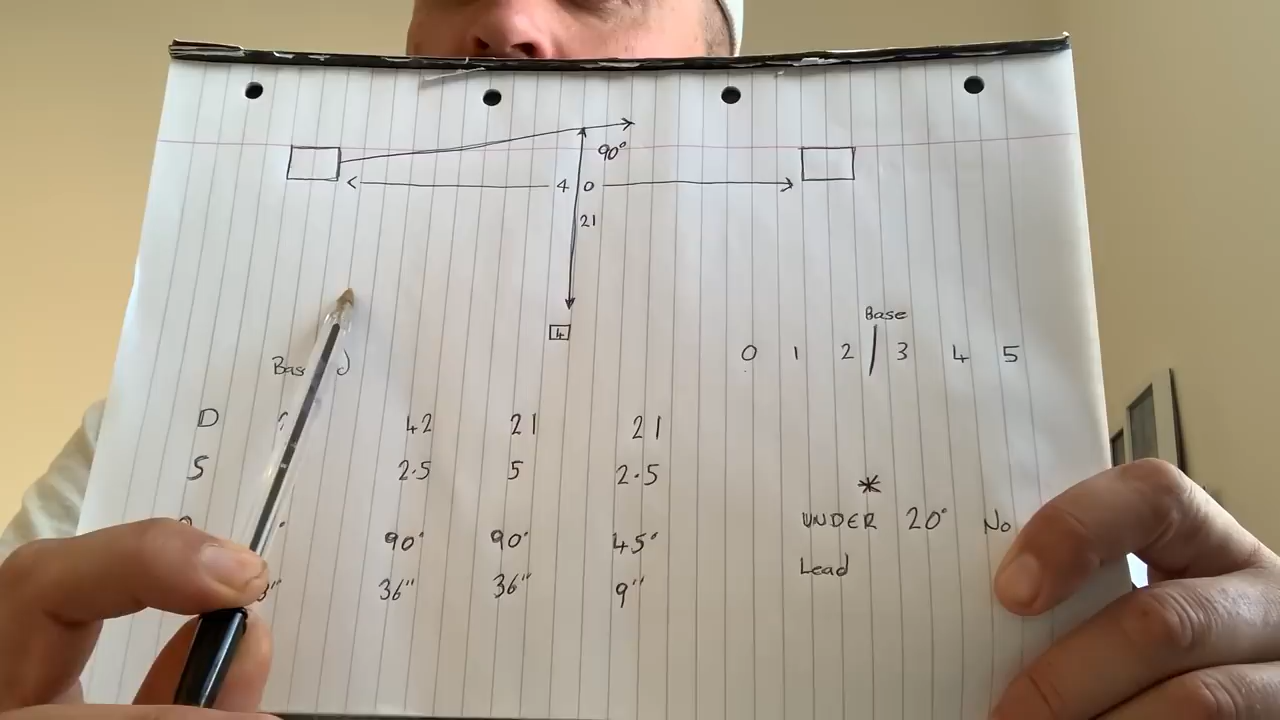 90°
4 0
21
4
Base
0 1 2 / 3 4 5
D 42 21 21
S 2.5 5 2.5
90° 90° 45°
36" 36" 9"
*
UNDER 20° No
Lead